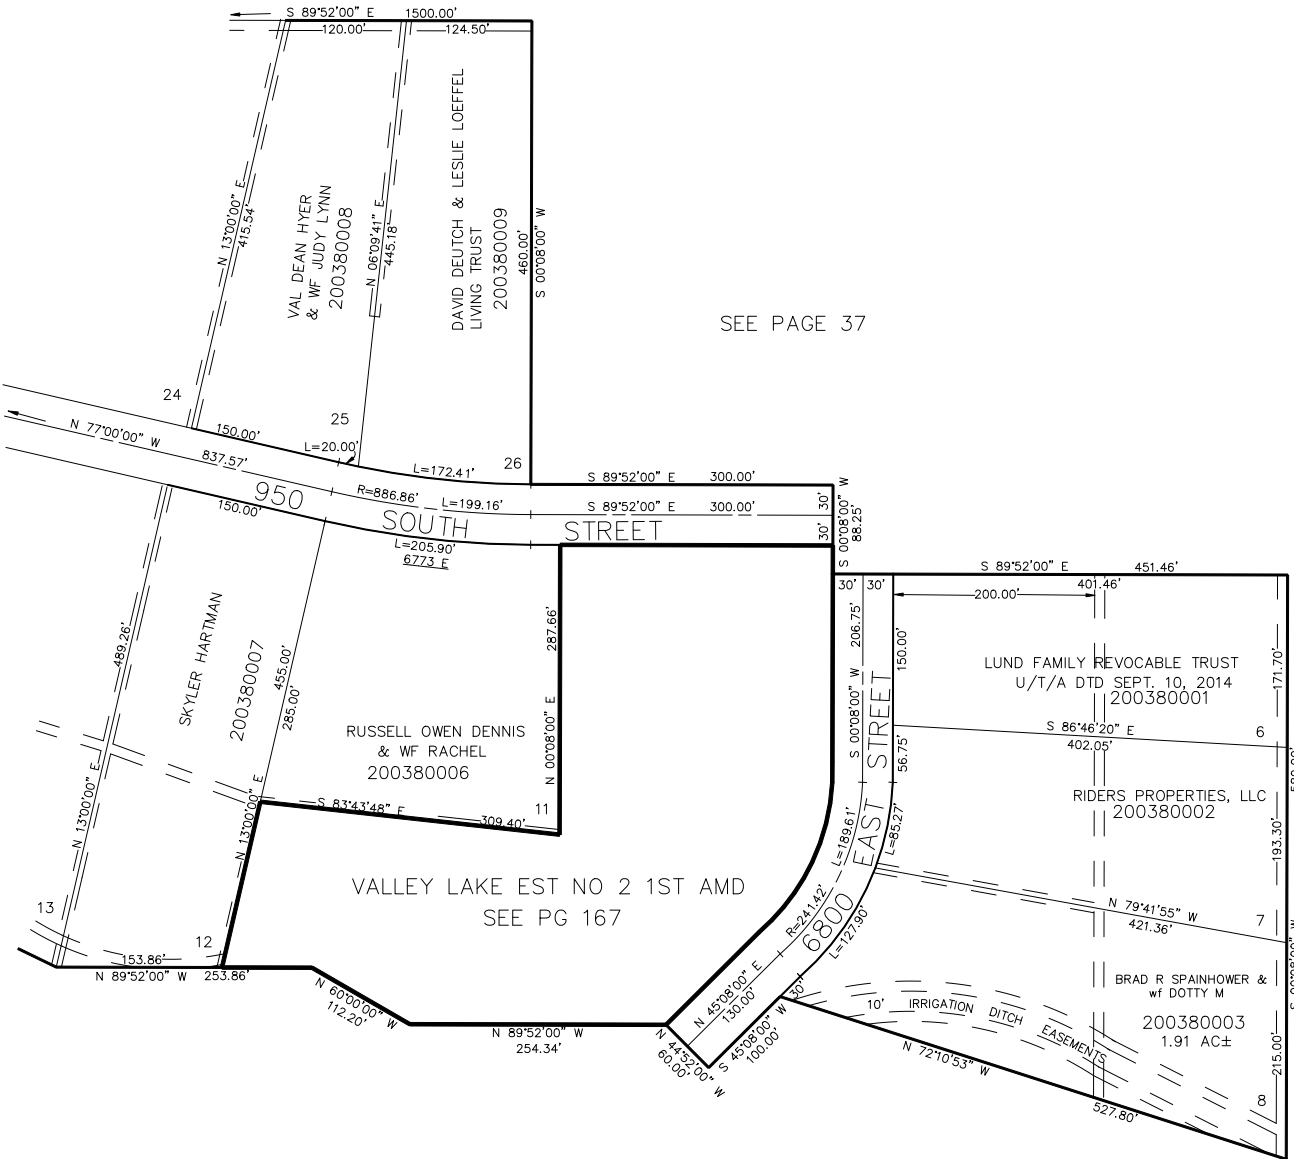 S 89°52'00" E 1500.00'
120.00' 124.50'
N 13°00'00" E
415.54'
VAL DEAN HYER
& WF JUDY LYNN
200380008
N 06°09'41" E
445.18'
DAVID DEUTCH & LESLIE LOEFFEL
LIVING TRUST
200380009
460.00'
S 00°08'00" W
SEE PAGE 37
24
25
26
N 77°00'00" W
837.57'
150.00'
L=20.00'
L=172.41'
R=886.86'
L=199.16'
S 89°52'00" E 300.00'
S 89°52'00" E 300.00'
30'
30'
S 00°08'00" W
88.25'
950 SOUTH STREET
150.00'
L=205.90'
6773 E
S 89°52'00" E 451.46'
401.46'
30' 30'
200.00'
489.26'
N 13°00'00" E
SKYLER HARTMAN
200380007
455.00'
285.00'
N 13°00'00" E
RUSSELL OWEN DENNIS
& WF RACHEL
200380006
287.66'
N 00°08'00" E
11
S 83°43'48" E
309.40'
206.75'
S 00°08'00" W
150.00'
56.75'
6800 EAST STREET
L=189.61'
R=241.42'
L=85.27'
L=127.90'
LUND FAMILY REVOCABLE TRUST
U/T/A DTD SEPT. 10, 2014
200380001
171.70'
S 86°46'20" E
402.05'
6
RIDERS PROPERTIES, LLC
200380002
193.30'
N 79°41'55" W
421.36'
7
S 00°08'00" W
VALLEY LAKE EST NO 2 1ST AMD
SEE PG 167
13
12
153.86'
N 89°52'00" W 253.86'
N 60°00'00" W
112.20'
N 89°52'00" W
254.34'
N 45°08'00" E
130.00'
N 44°52'00" W
60.00'
S 45°08'00" W
100.00'
30'
BRAD R SPAINHOWER &
wf DOTTY M
200380003
1.91 AC±
10' IRRIGATION DITCH EASEMENTS
N 72°10'53" W
527.80'
215.00'
8